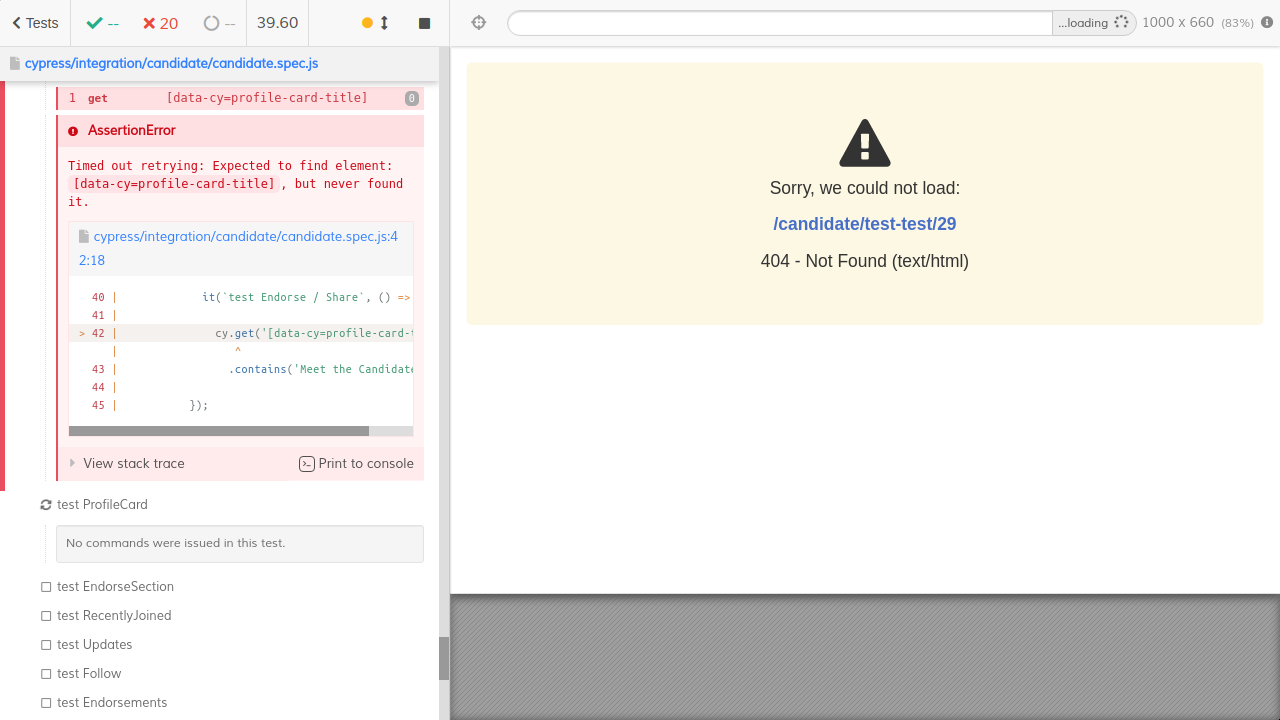 Tests
--
20
--
39.60
...loading
1000 x 660 (83%)
cypress/integration/candidate/candidate.spec.js
1 get [data-cy=profile-card-title] 0
AssertionError
Timed out retrying: Expected to find element:
[data-cy=profile-card-title] , but never found
it.
cypress/integration/candidate/candidate.spec.js:4
2:18
40 | it(`test Endorse / Share`, () =>
41 |
> 42 | cy.get('[data-cy=profile-card-t
| ^
43 | .contains('Meet the Candidate
44 |
45 | });
View stack trace Print to console
test ProfileCard
No commands were issued in this test.
test EndorseSection
test RecentlyJoined
test Updates
test Follow
test Endorsements
Sorry, we could not load:
/candidate/test-test/29
404 - Not Found (text/html)